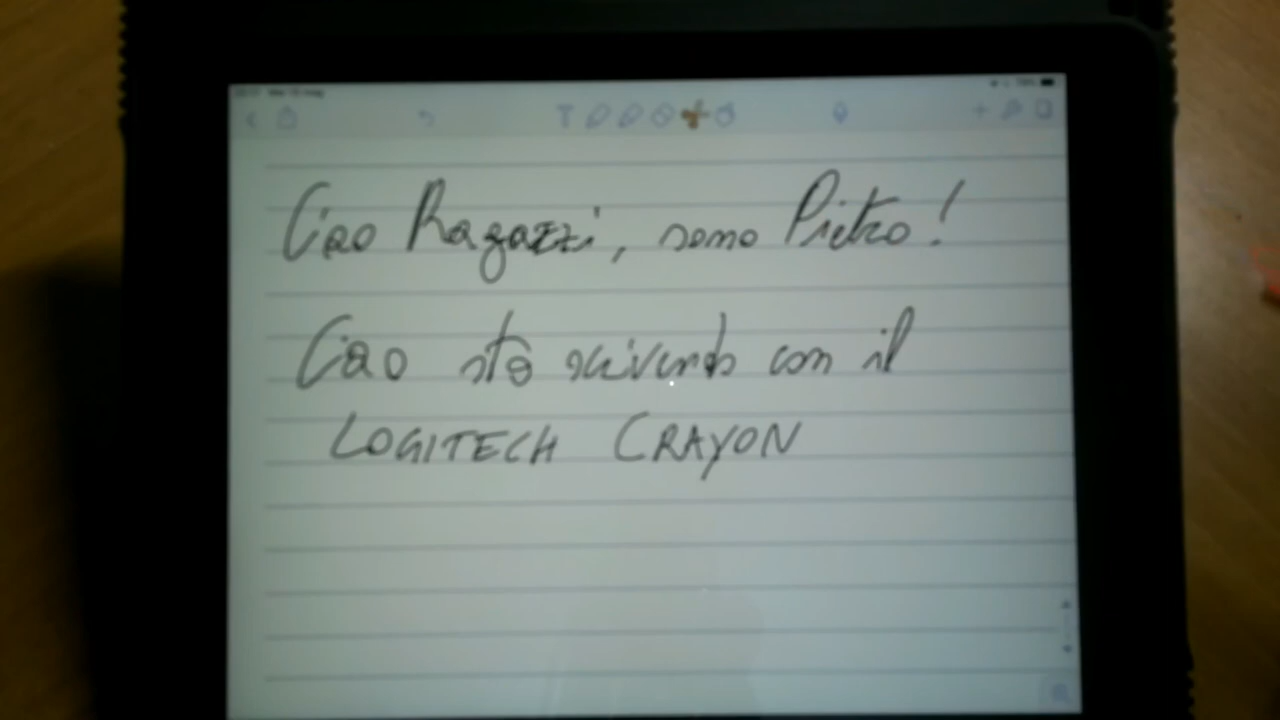 Ciao Ragazzi, sono Pietro!
Ciao sto scrivendo con il
LOGITECH CRAYON